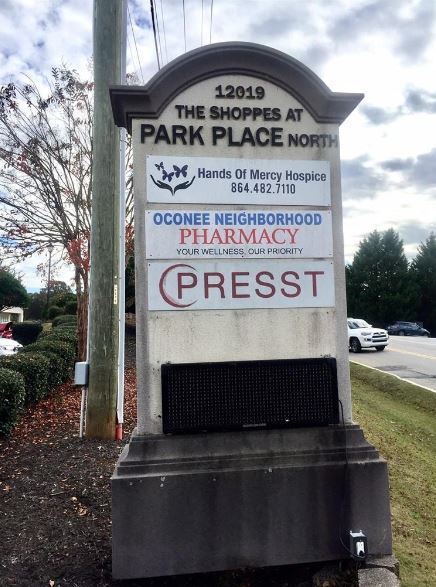 12019
THE SHOPPES AT
PARK PLACE NORTH
Hands Of Mercy Hospice
864.482.7110
OCONEE NEIGHBORHOOD
PHARMACY
YOUR WELLNESS, OUR PRIORITY
CPRESST